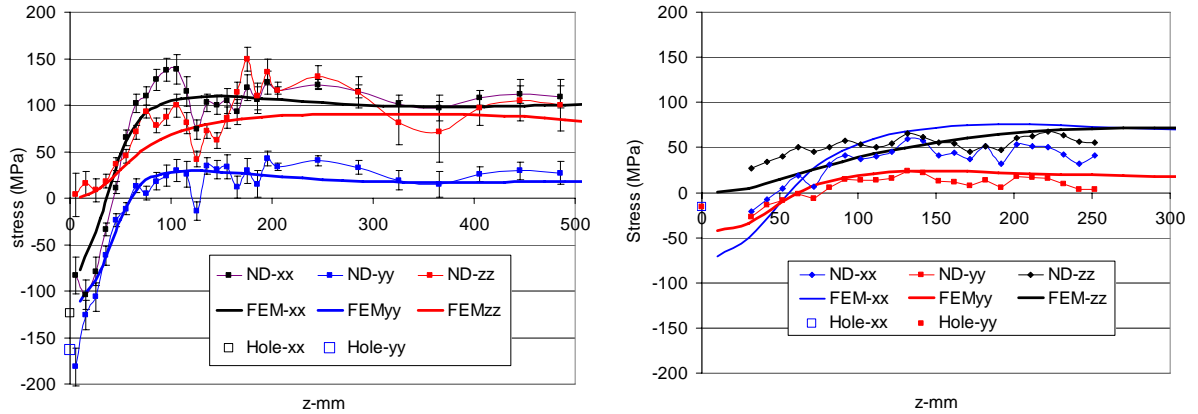 200
150
100
50
0
-50
-100
-150
-200
stress (MPa)
0 100 200 300 400 500
ND-xx ND-yy ND-zz
FEM-xx FEMyy FEMzz
Hole-xx Hole-yy
z-mm
200
150
100
50
0
-50
-100
-150
-200
Stress (MPa)
0 50 100 150 200 250 300
ND-xx ND-yy ND-zz
FEM-xx FEMyy FEM-zz
Hole-xx Hole-yy
z-mm